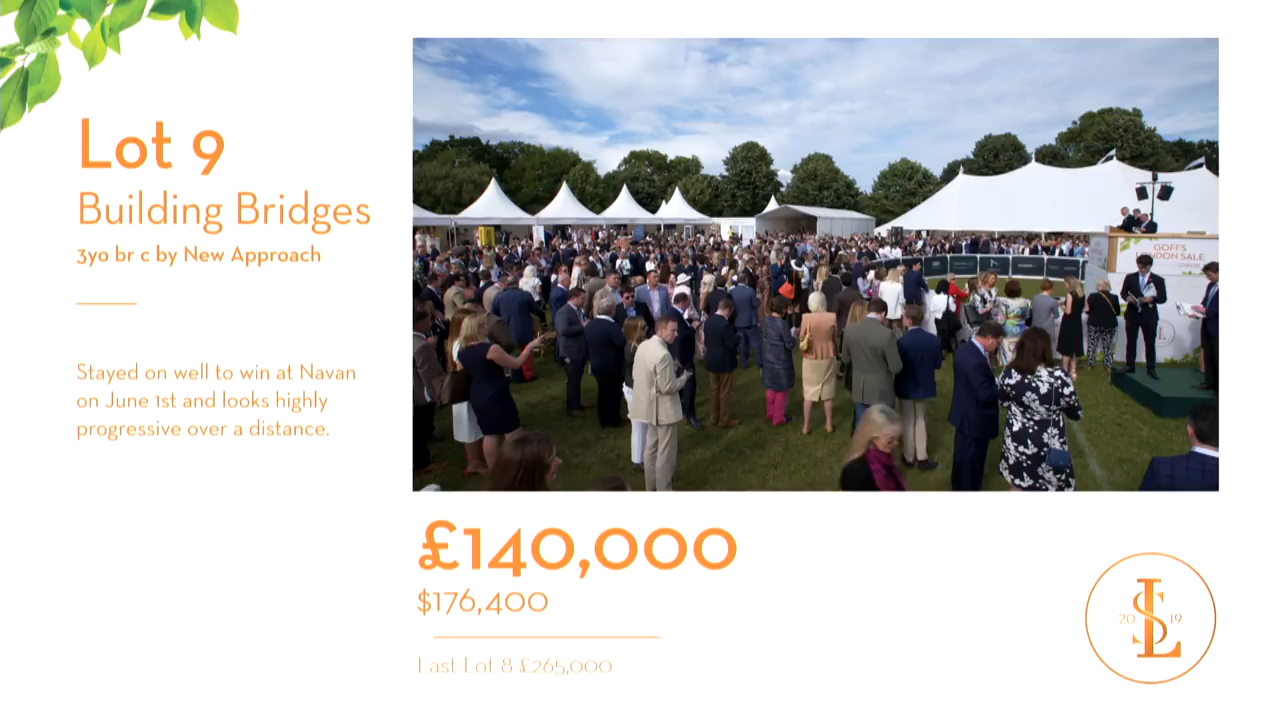 Lot 9
Building Bridges
3yo br c by New Approach
Stayed on well to win at Navan
on June 1st and looks highly
progressive over a distance.
GOFFS
LONDON SALE
£140,000
$176,400
Last Lot 8 £265,000
20 LS 19